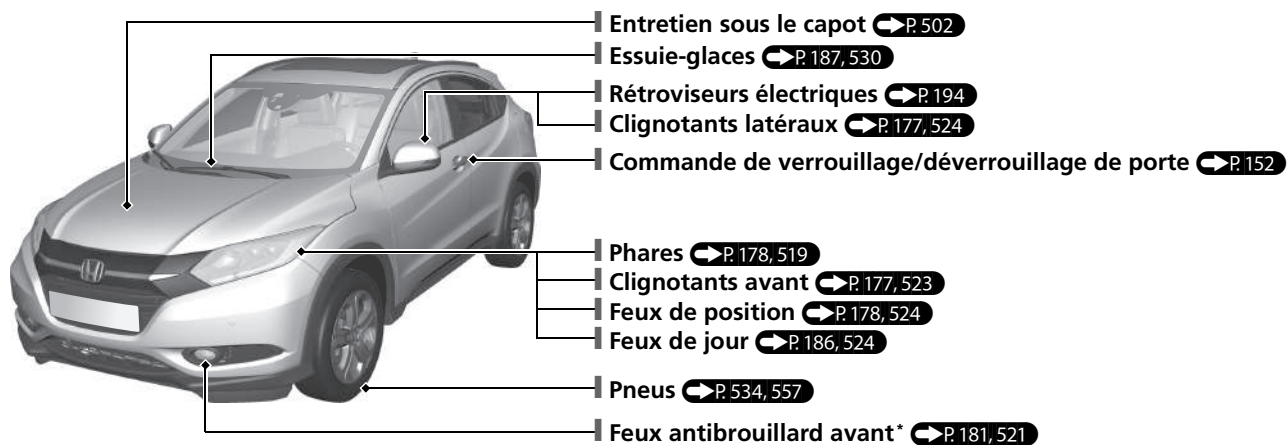 Entretien sous le capot P. 502
Essuie-glaces P. 187, 530
Rétroviseurs électriques P. 194
Clignotants latéraux P. 177, 524
Commande de verrouillage/déverrouillage de porte P. 152
Phares P. 178, 519
Clignotants avant P. 177, 523
Feux de position P. 178, 524
Feux de jour P. 186, 524
Pneus P. 534, 557
Feux antibrouillard avant* P. 181, 521